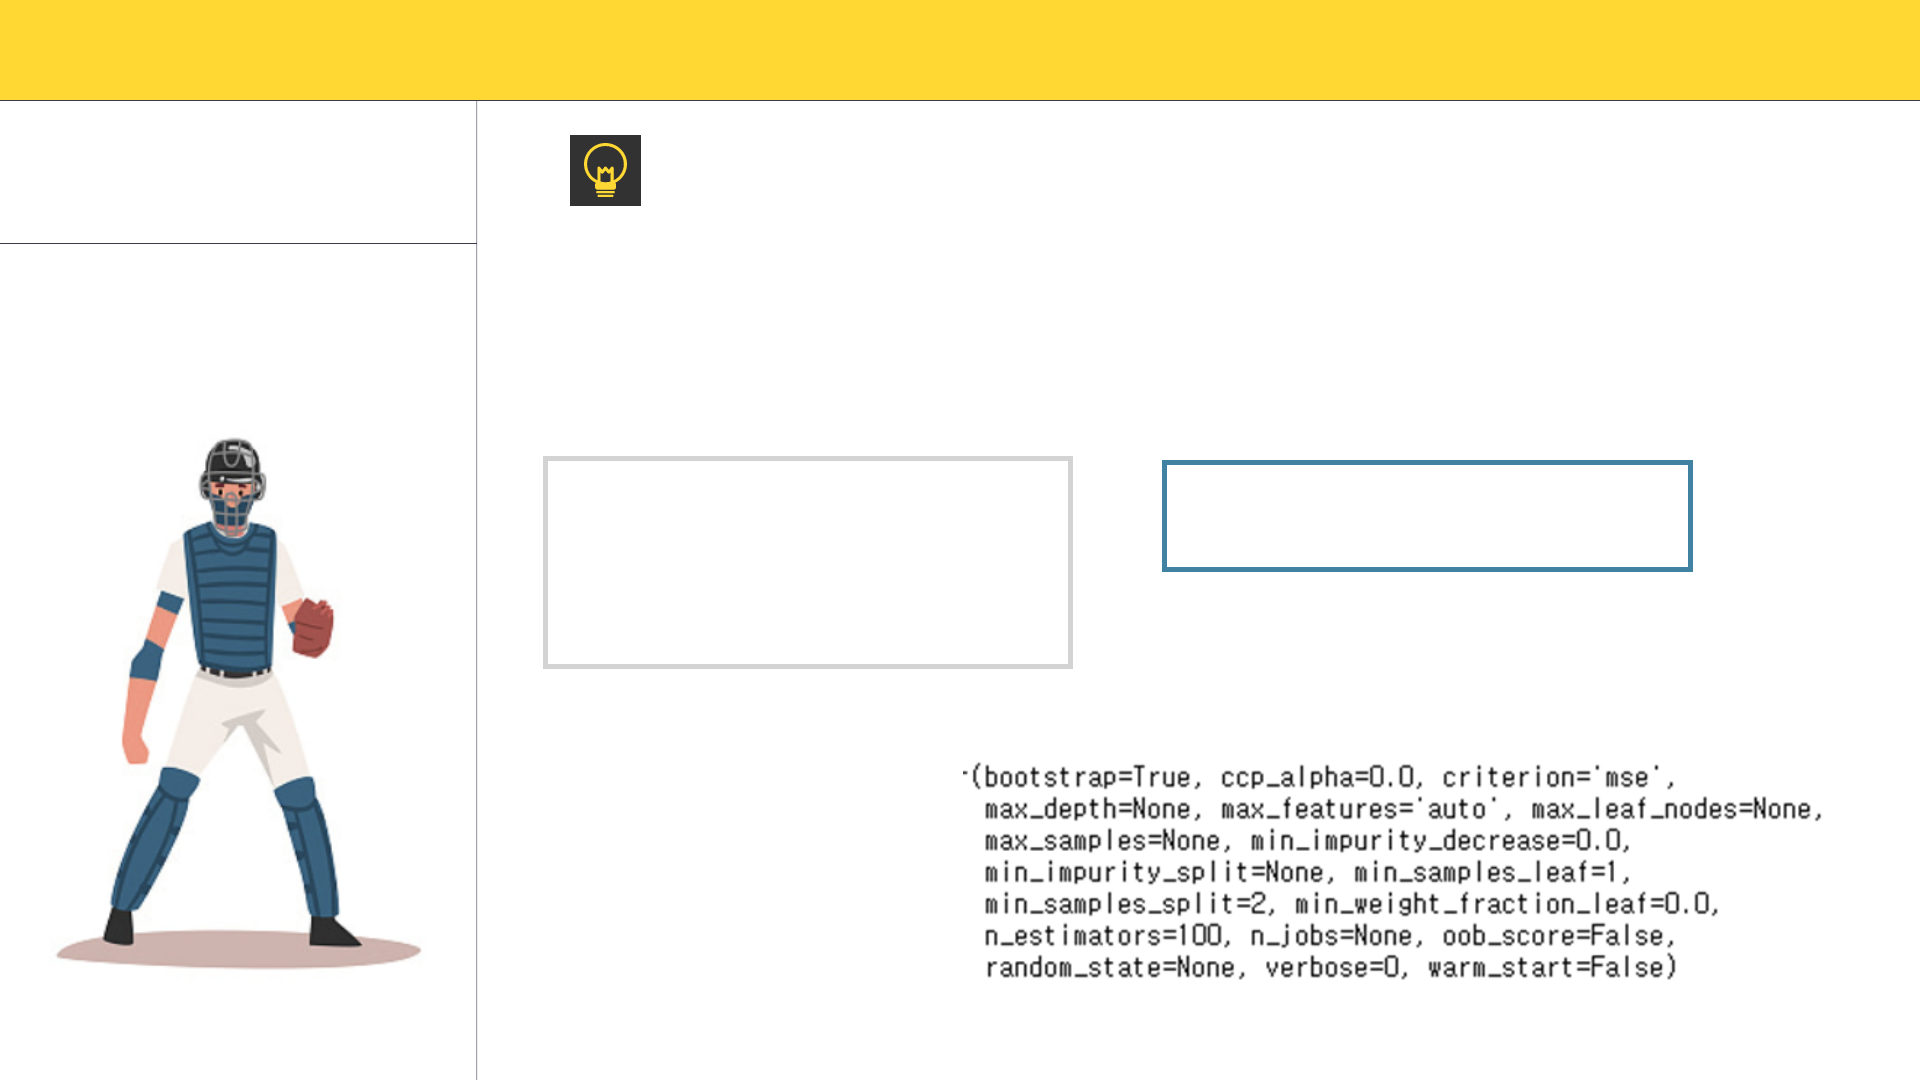 (bootstrap=True, ccp_alpha=0.0, criterion='mse',
max_depth=None, max_features='auto', max_leaf_nodes=None,
max_samples=None, min_impurity_decrease=0.0,
min_impurity_split=None, min_samples_leaf=1,
min_samples_split=2, min_weight_fraction_leaf=0.0,
n_estimators=100, n_jobs=None, oob_score=False,
random_state=None, verbose=0, warm_start=False)